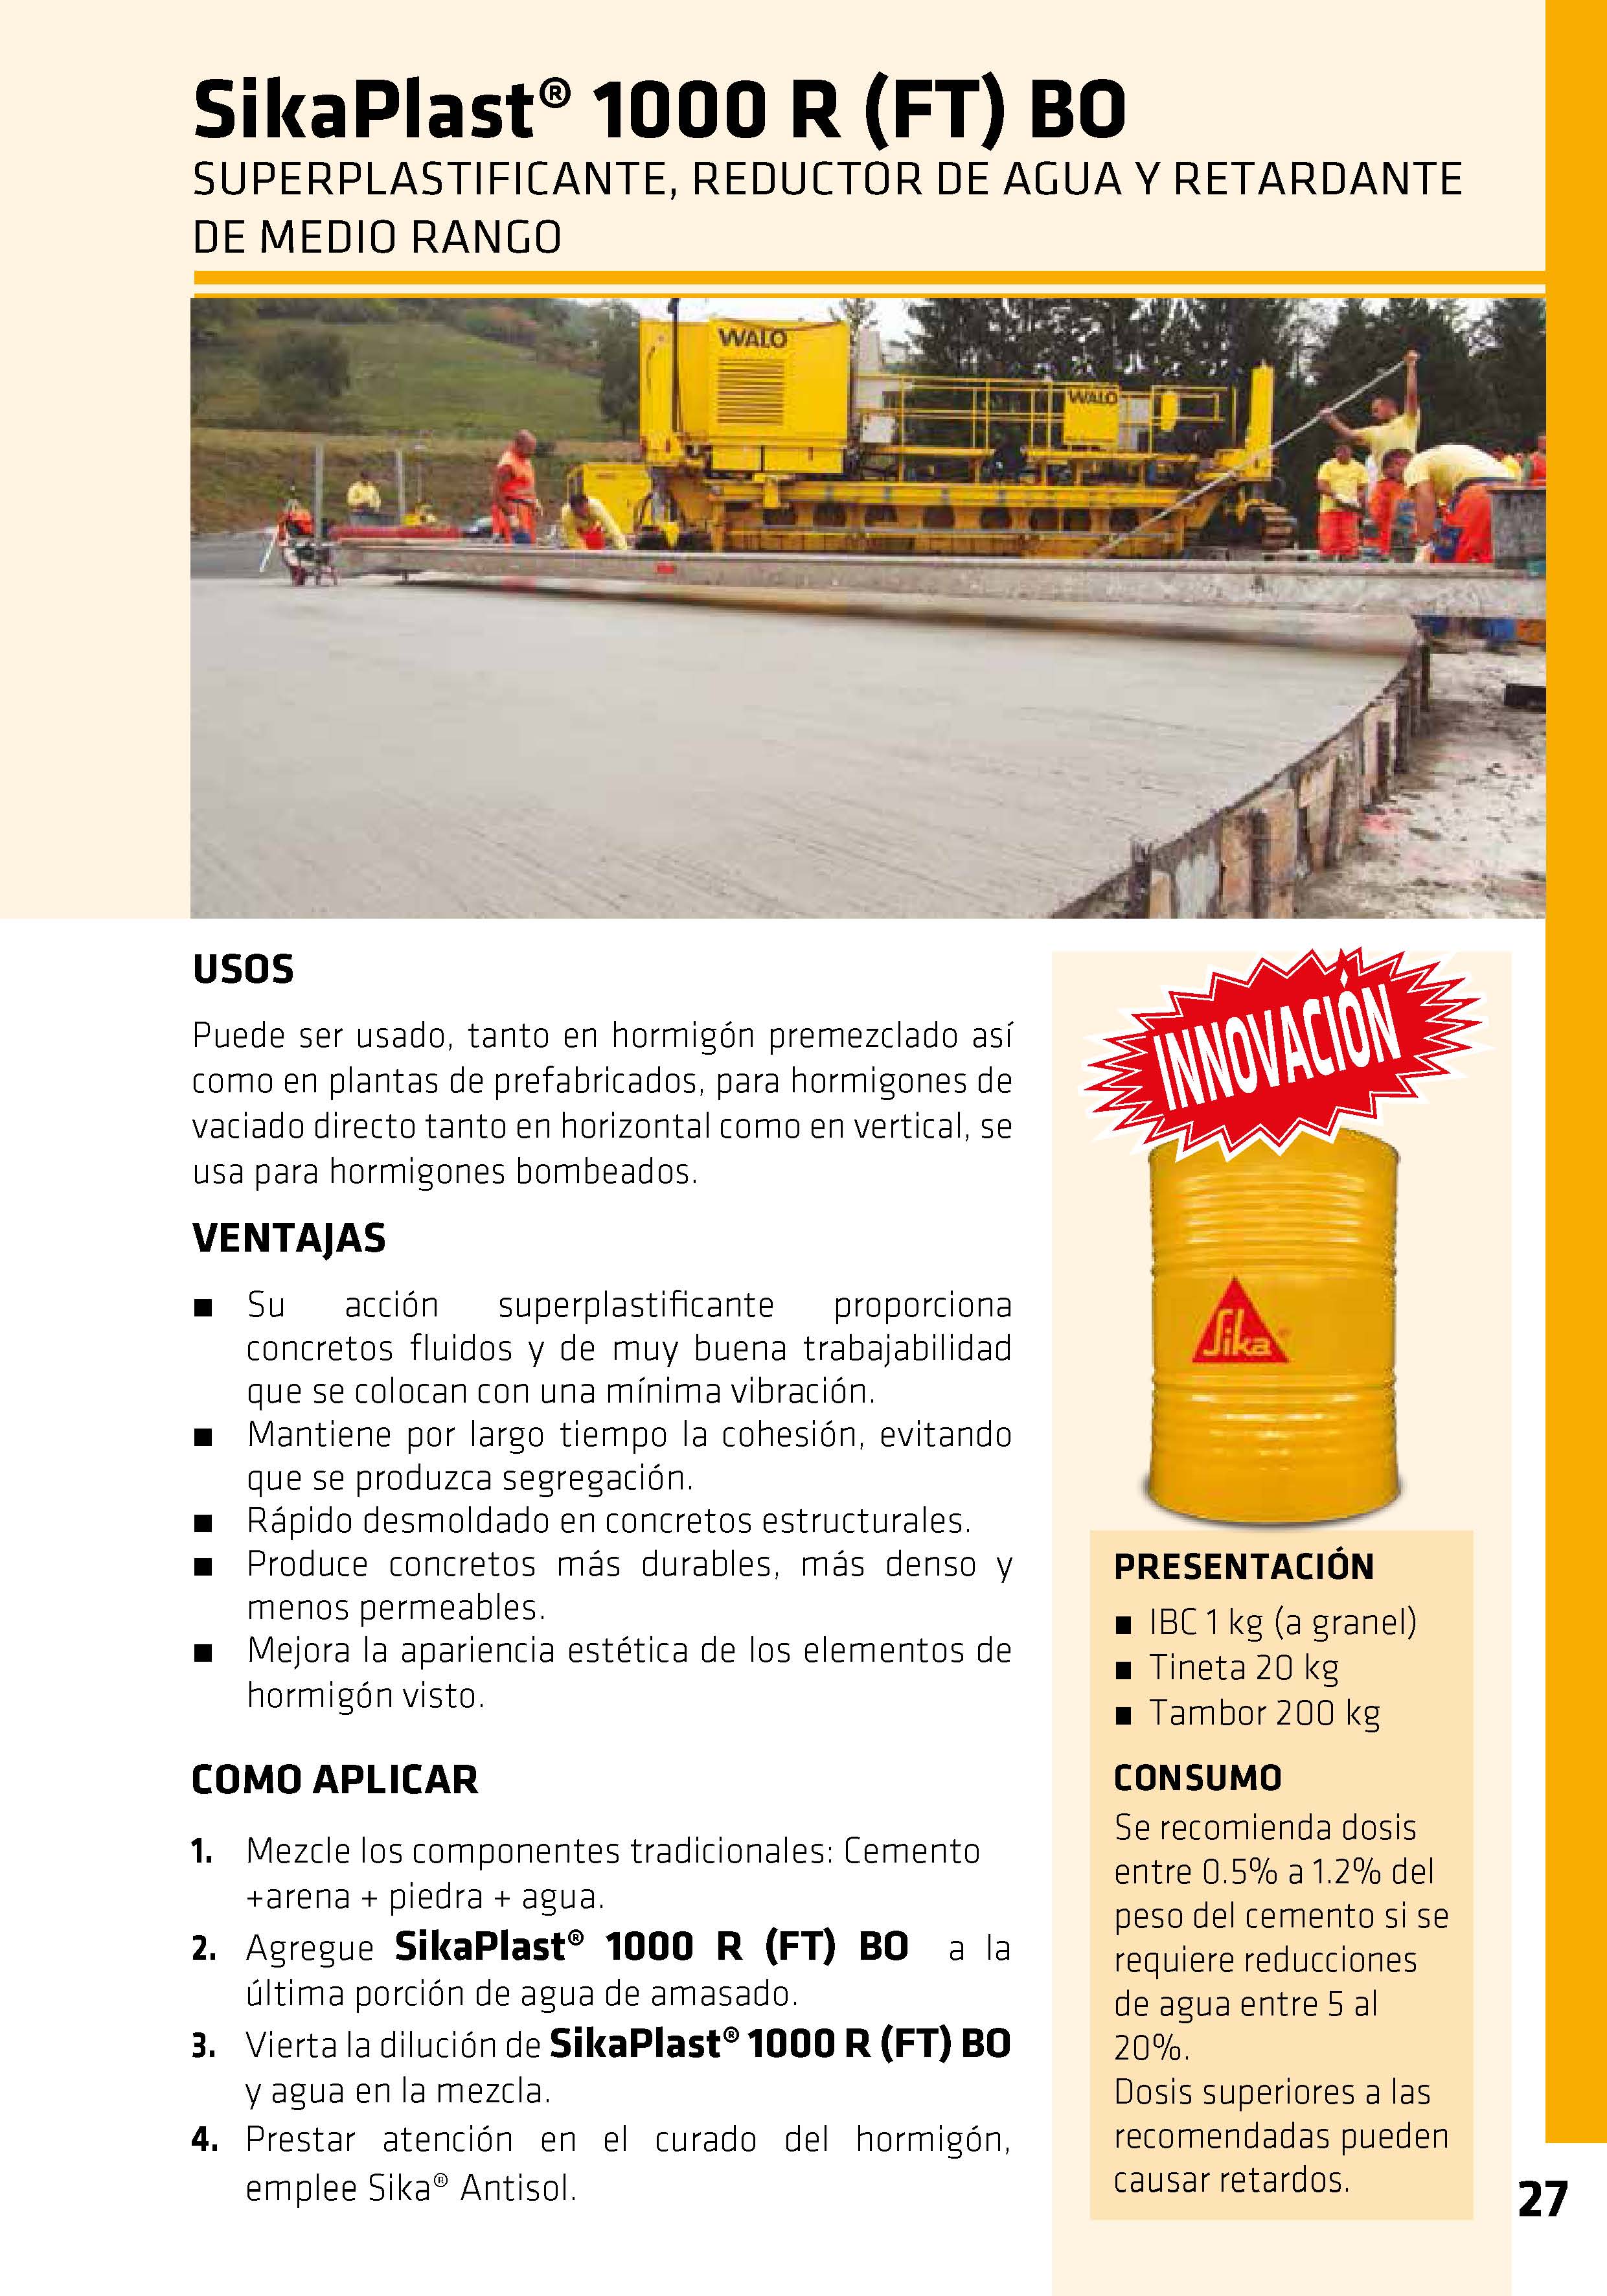 SikaPlast® 1000 R (FT) BO
SUPERPLASTIFICANTE, REDUCTOR DE AGUA Y RETARDANTE
DE MEDIO RANGO
WALO
WALO
USOS
Puede ser usado, tanto en hormigón premezclado así
como en plantas de prefabricados, para hormigones de
vaciado directo tanto en horizontal como en vertical, se
usa para hormigones bombeados.
VENTAJAS
■ Su acción superplastificante proporciona
concretos fluidos y de muy buena trabajabilidad
que se colocan con una mínima vibración.
■ Mantiene por largo tiempo la cohesión, evitando
que se produzca segregación.
■ Rápido desmoldado en concretos estructurales.
■ Produce concretos más durables, más denso y
menos permeables.
■ Mejora la apariencia estética de los elementos de
hormigón visto.
COMO APLICAR
1. Mezcle los componentes tradicionales: Cemento
+arena + piedra + agua.
2. Agregue SikaPlast® 1000 R (FT) BO a la
última porción de agua de amasado.
3. Vierta la dilución de SikaPlast® 1000 R (FT) BO
y agua en la mezcla.
4. Prestar atención en el curado del hormigón,
emplee Sika® Antisol.
INNOVACIÓN
Sika
PRESENTACIÓN
■ IBC 1 kg (a granel)
■ Tineta 20 kg
■ Tambor 200 kg
CONSUMO
Se recomienda dosis
entre 0.5% a 1.2% del
peso del cemento si se
requiere reducciones
de agua entre 5 al
20%.
Dosis superiores a las
recomendadas pueden
causar retardos.
27